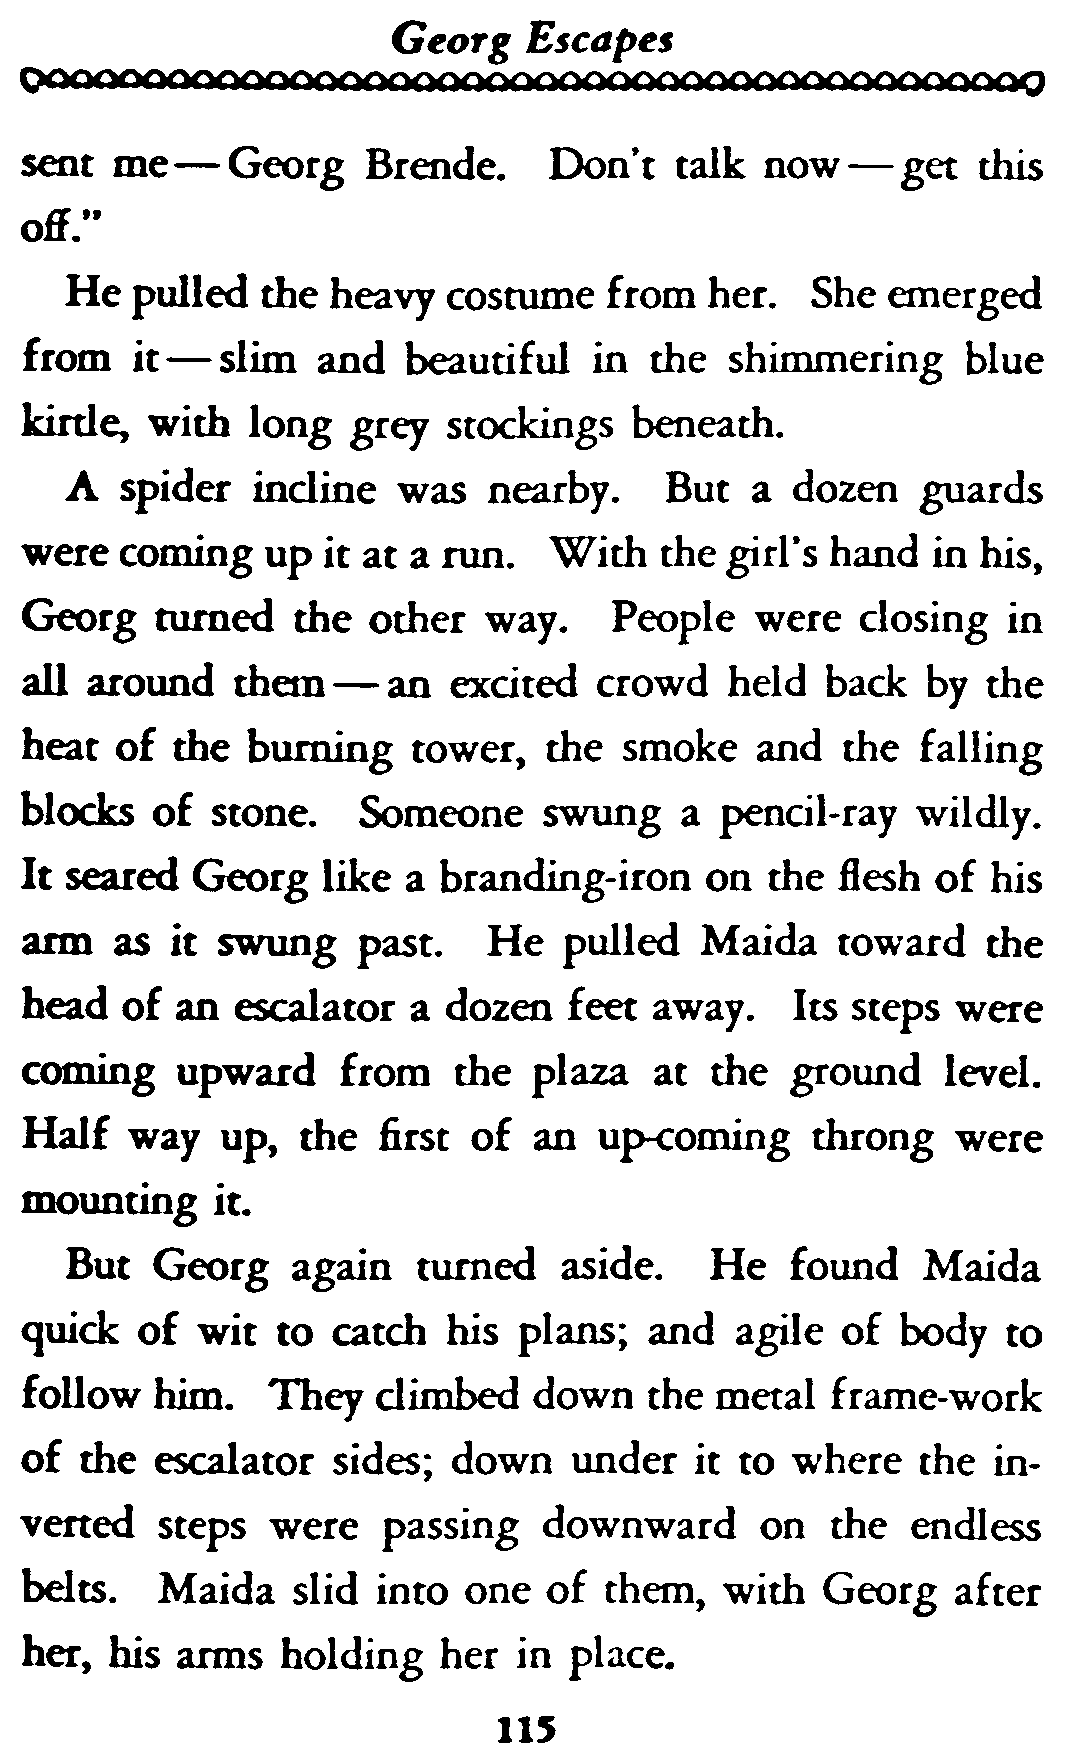 Georg Escapes
sent me—Georg Brende. Don't talk now—get this
off."
He pulled the heavy costume from her. She emerged
from it—slim and beautiful in the shimmering blue
kirtle, with long grey stockings beneath.
A spider incline was nearby. But a dozen guards
were coming up it at a run. With the girl's hand in his,
Georg turned the other way. People were closing in
all around them—an excited crowd held back by the
heat of the burning tower, the smoke and the falling
blocks of stone. Someone swung a pencil-ray wildly.
It seared Georg like a branding-iron on the flesh of his
arm as it swung past. He pulled Maida toward the
head of an escalator a dozen feet away. Its steps were
coming upward from the plaza at the ground level.
Half way up, the first of an up-coming throng were
mounting it.
But Georg again turned aside. He found Maida
quick of wit to catch his plans; and agile of body to
follow him. They climbed down the metal frame-work
of the escalator sides; down under it to where the in-
verted steps were passing downward on the endless
belts. Maida slid into one of them, with Georg after
her, his arms holding her in place.
115